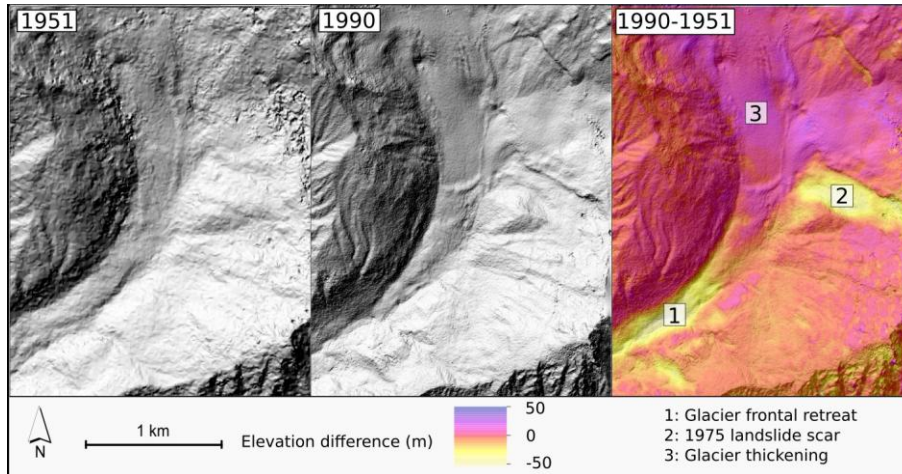 1951
1990
1990-1951
3
2
1
N
1 km
Elevation difference (m)
50
0
-50
1: Glacier frontal retreat
2: 1975 landslide scar
3: Glacier thickening